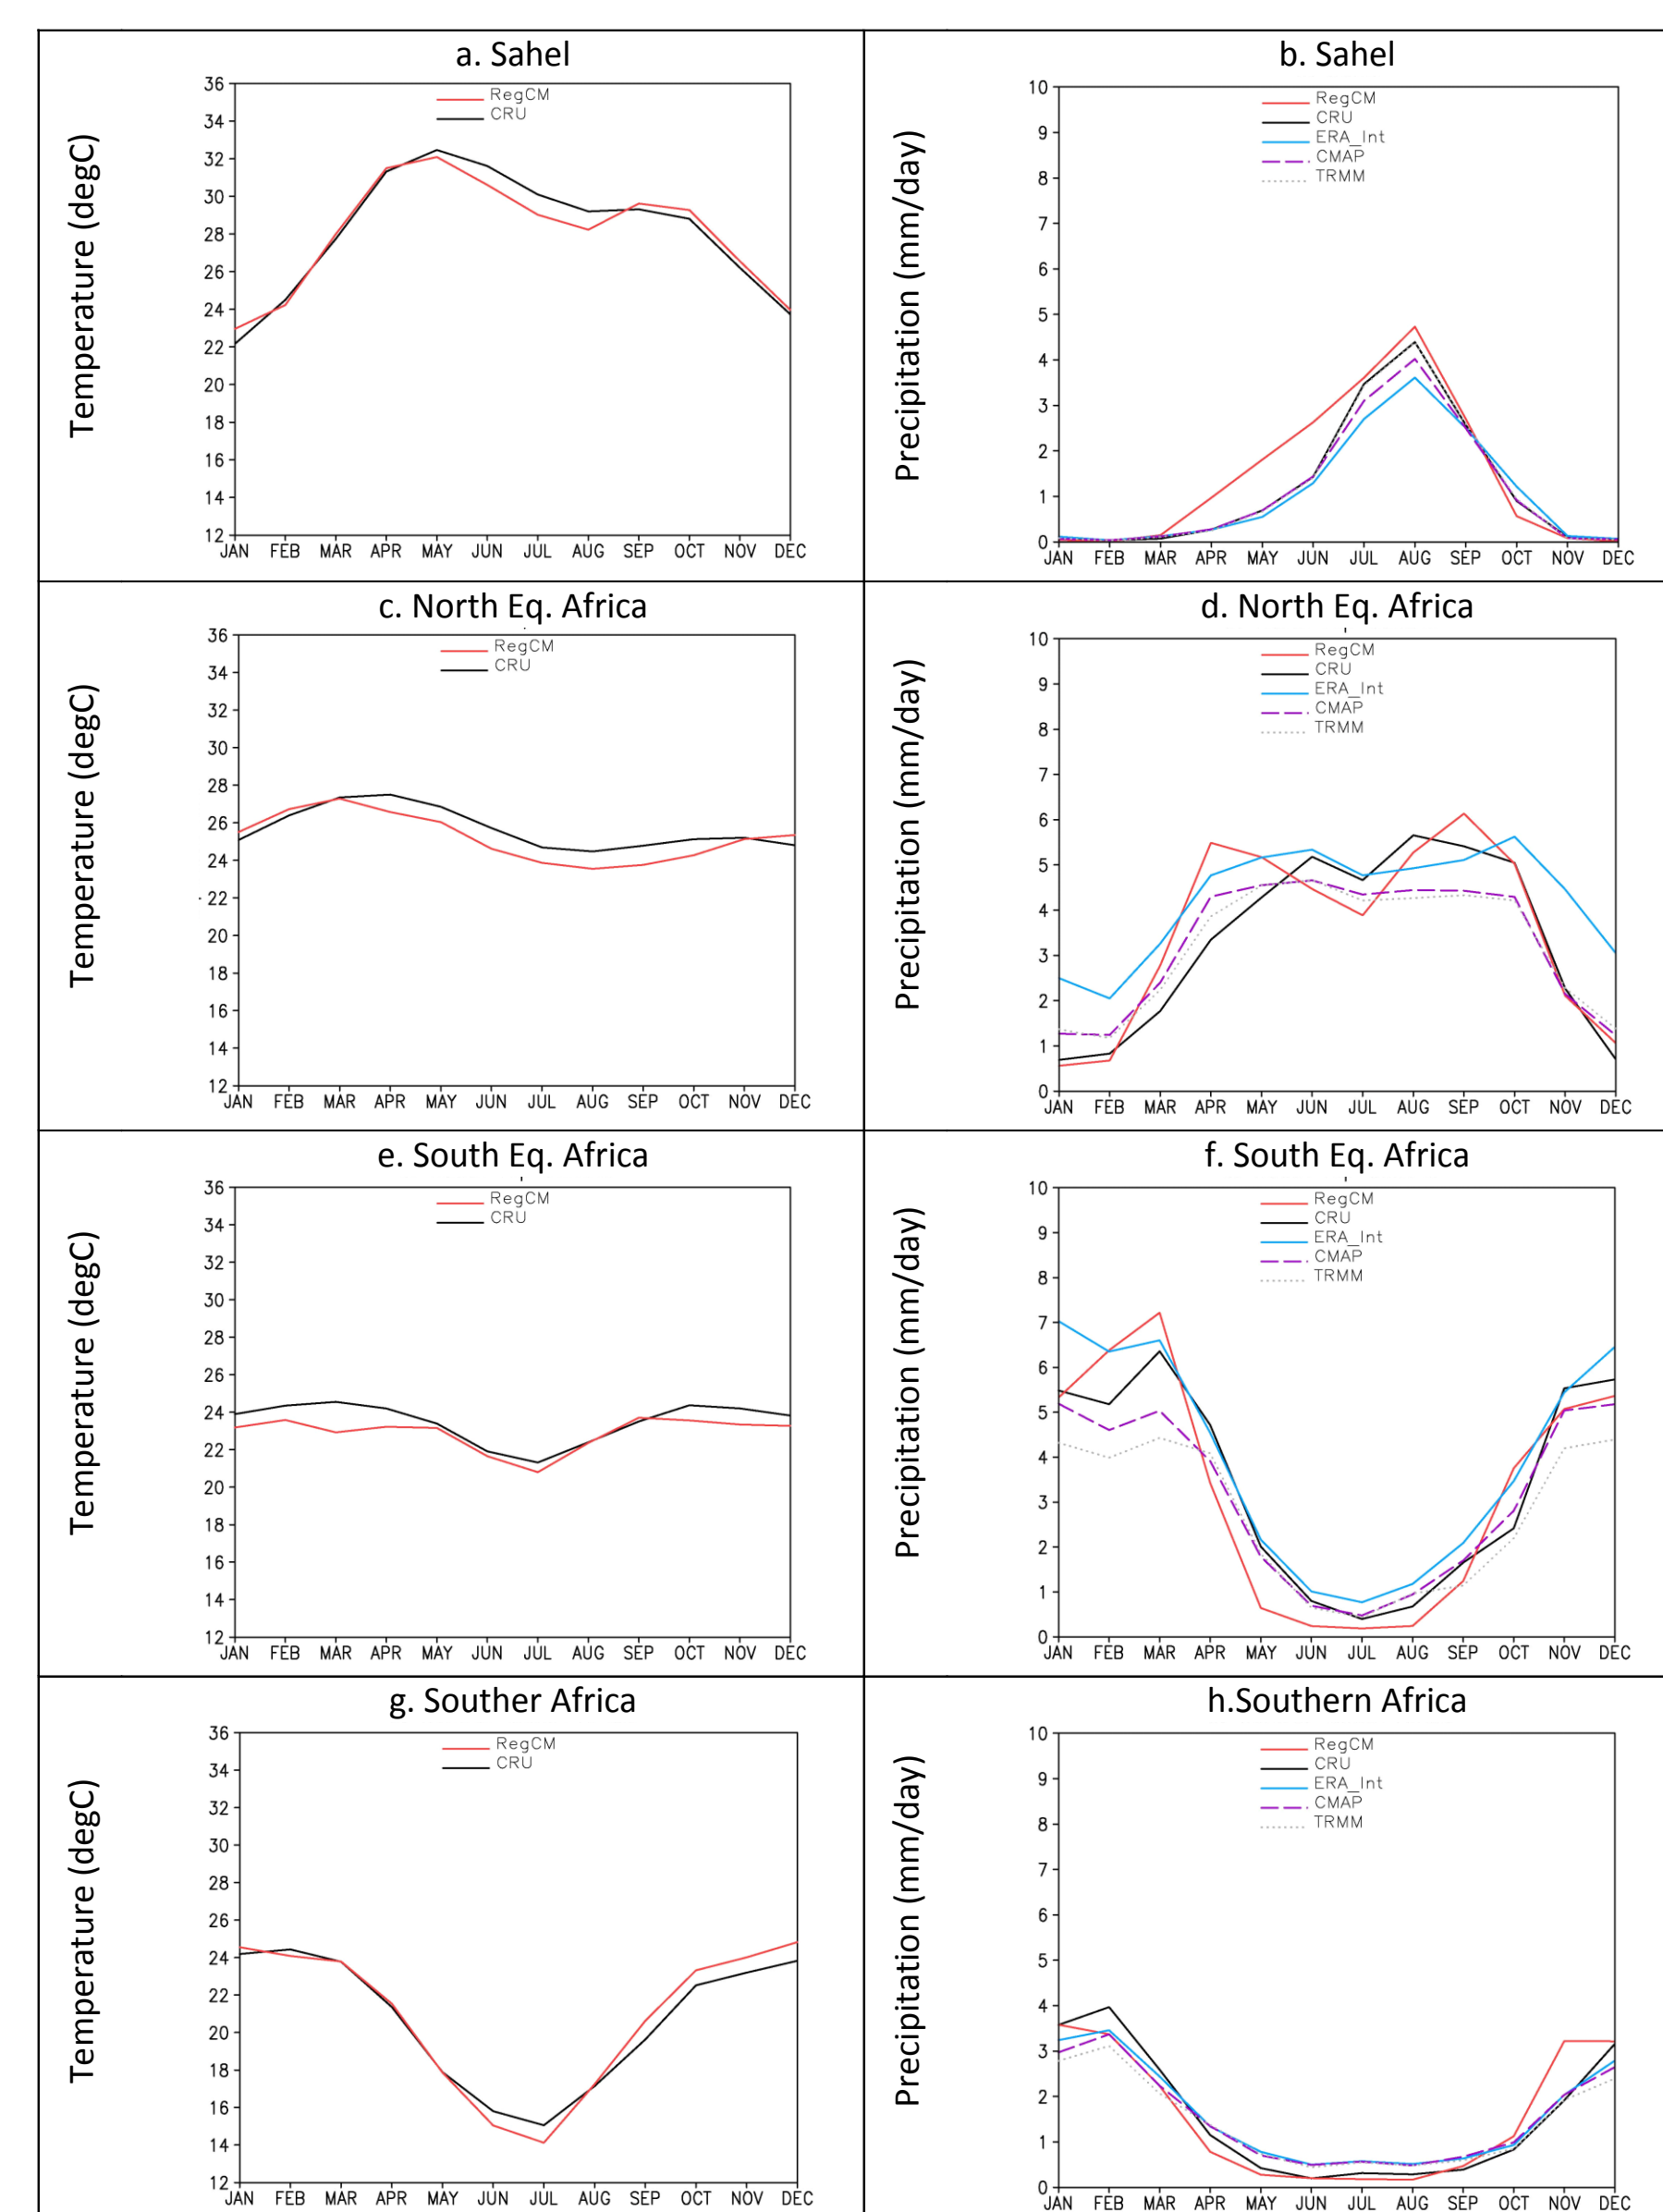 a. Sahel
Temperature (degC)
36
34
32
30
28
26
24
22
20
18
16
14
12
RegCM
CRU
JAN FEB MAR APR MAY JUN JUL AUG SEP OCT NOV DEC
b. Sahel
Precipitation (mm/day)
10
9
8
7
6
5
4
3
2
1
0
RegCM
CRU
ERA_Int
CMAP
TRMM
JAN FEB MAR APR MAY JUN JUL AUG SEP OCT NOV DEC
c. North Eq. Africa
Temperature (degC)
36
34
32
30
28
26
24
22
20
18
16
14
12
RegCM
CRU
JAN FEB MAR APR MAY JUN JUL AUG SEP OCT NOV DEC
d. North Eq. Africa
Precipitation (mm/day)
10
9
8
7
6
5
4
3
2
1
0
RegCM
CRU
ERA_Int
CMAP
TRMM
JAN FEB MAR APR MAY JUN JUL AUG SEP OCT NOV DEC
e. South Eq. Africa
Temperature (degC)
36
34
32
30
28
26
24
22
20
18
16
14
12
RegCM
CRU
JAN FEB MAR APR MAY JUN JUL AUG SEP OCT NOV DEC
f. South Eq. Africa
Precipitation (mm/day)
10
9
8
7
6
5
4
3
2
1
0
RegCM
CRU
ERA_Int
CMAP
TRMM
JAN FEB MAR APR MAY JUN JUL AUG SEP OCT NOV DEC
g. Souther Africa
Temperature (degC)
36
34
32
30
28
26
24
22
20
18
16
14
12
RegCM
CRU
JAN FEB MAR APR MAY JUN JUL AUG SEP OCT NOV DEC
h.Southern Africa
Precipitation (mm/day)
10
9
8
7
6
5
4
3
2
1
0
RegCM
CRU
ERA_Int
CMAP
TRMM
JAN FEB MAR APR MAY JUN JUL AUG SEP OCT NOV DEC